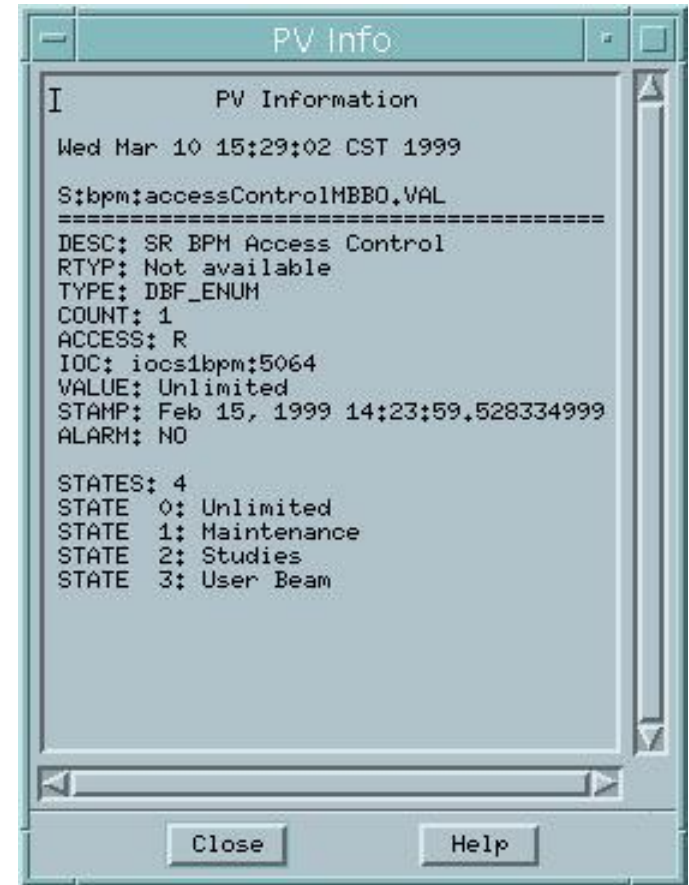 PV Info
PV Information
Wed Mar 10 15:29:02 CST 1999
S:bpm:accessControlMBBO.VAL
======================================
DESC: SR BPM Access Control
RTYP: Not available
TYPE: DBF_ENUM
COUNT: 1
ACCESS: R
IOC: iocs1bpm:5064
VALUE: Unlimited
STAMP: Feb 15, 1999 14:23:59.528334999
ALARM: NO
STATES: 4
STATE  0: Unlimited
STATE  1: Maintenance
STATE  2: Studies
STATE  3: User Beam
Close Help